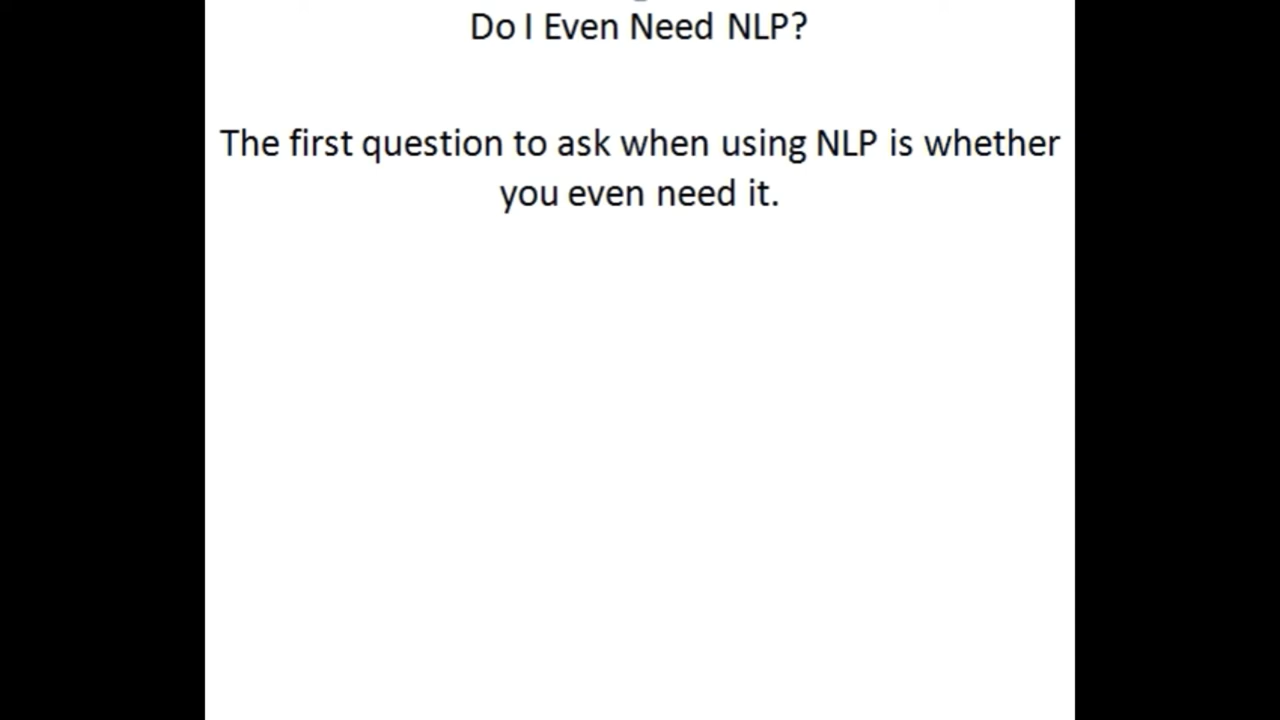 Do I Even Need NLP?
The first question to ask when using NLP is whether
you even need it.